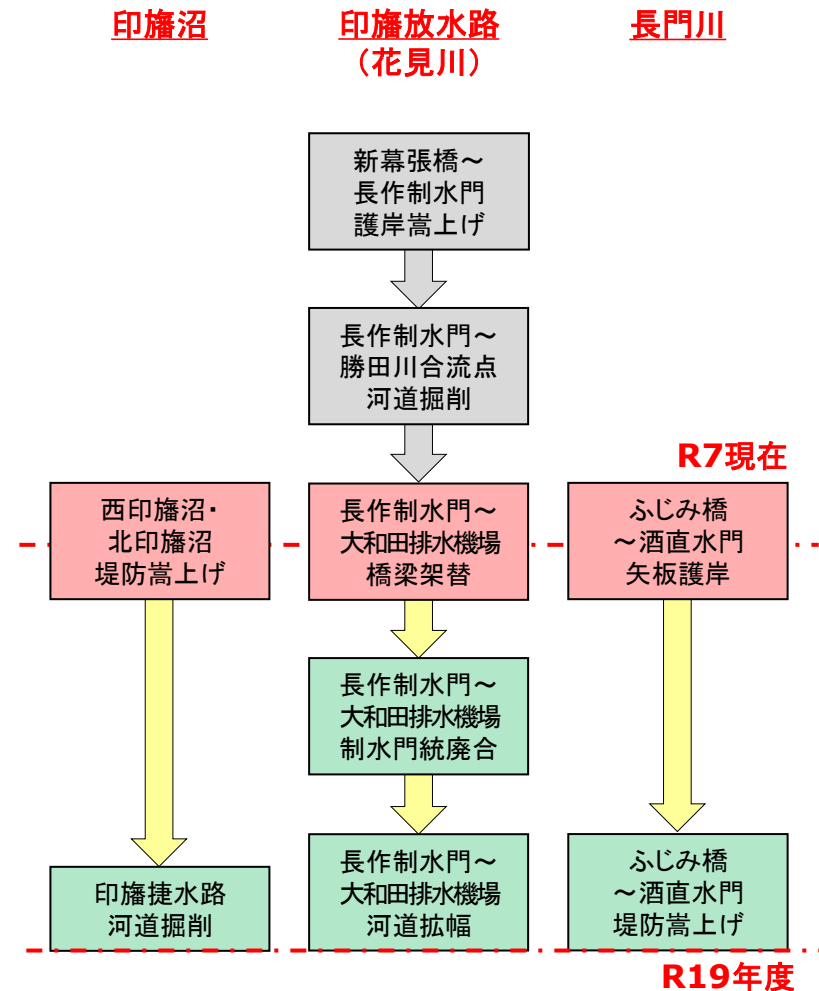 印旛沼
印旛放水路
（花見川）
長門川
新幕張橋～
長作制水門
護岸嵩上げ
長作制水門～
勝田川合流点
河道掘削
R7現在
西印旛沼・
北印旛沼
堤防嵩上げ
長作制水門～
大和田排水機場
橋梁架替
ふじみ橋
～酒直水門
矢板護岸
長作制水門～
大和田排水機場
制水門統廃合
印旛捷水路
河道掘削
長作制水門～
大和田排水機場
河道拡幅
ふじみ橋
～酒直水門
堤防嵩上げ
R19年度